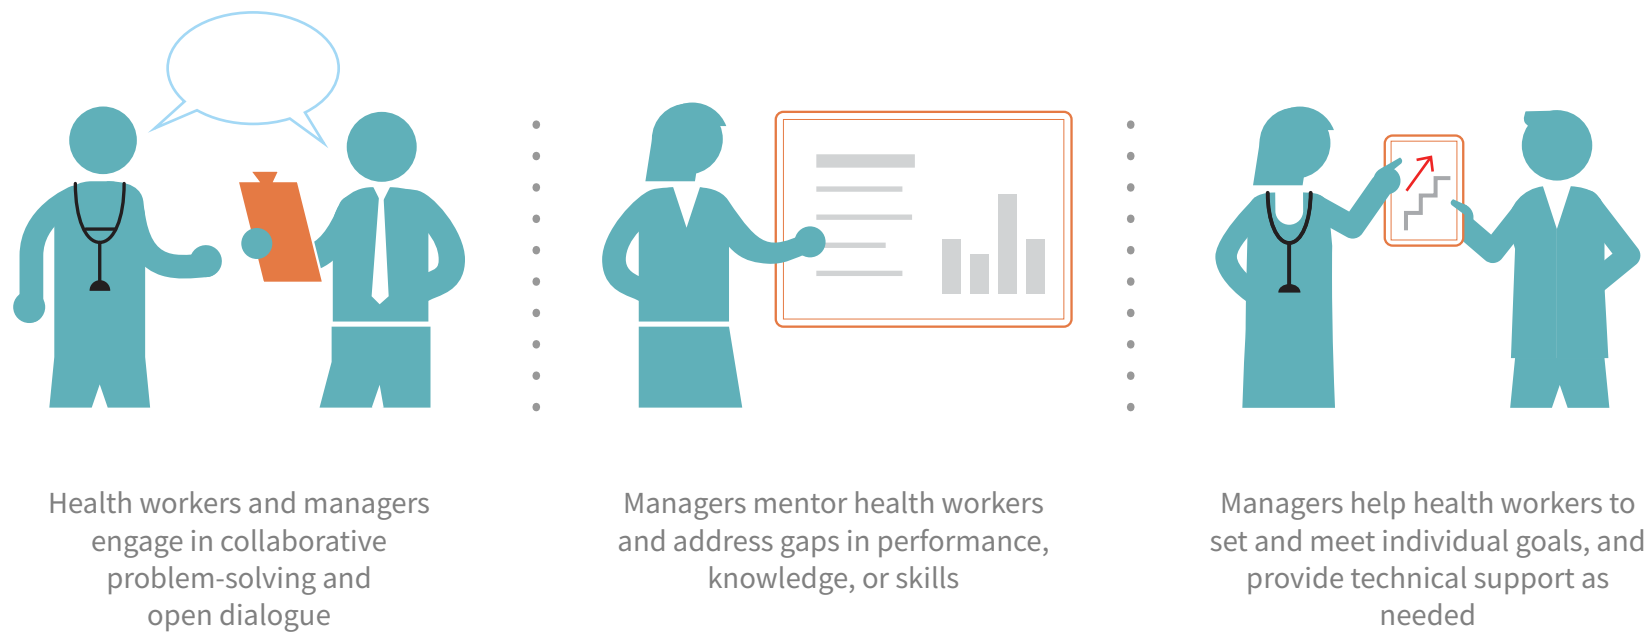 Health workers and managers
engage in collaborative
problem-solving and
open dialogue
Managers mentor health workers
and address gaps in performance,
knowledge, or skills
Managers help health workers to
set and meet individual goals, and
provide technical support as
needed